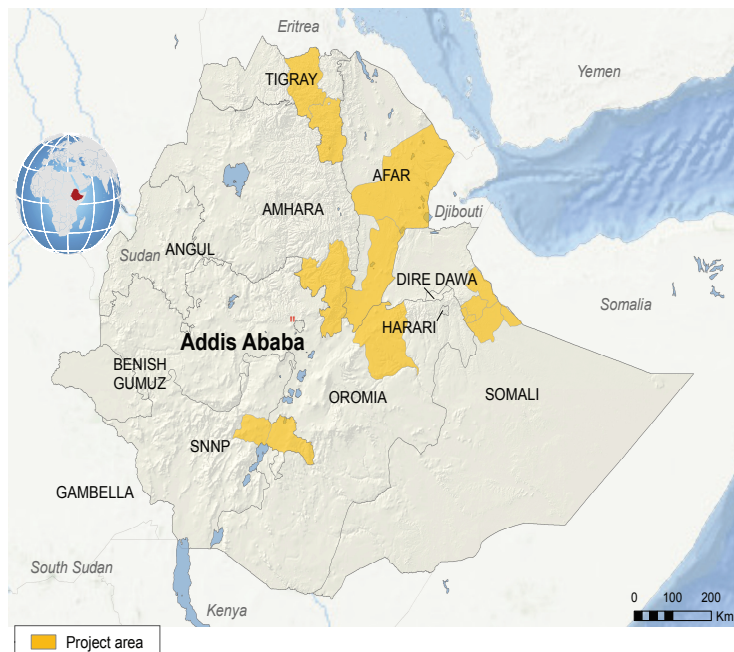 Eritrea
TIGRAY
Yemen
AFAR
AMHARA
Djibouti
Sudan
ANGUL
DIRE DAWA
Somalia
HARARI
"
Addis Ababa
BENISH
GUMUZ
OROMIA
SOMALI
SNNP
GAMBELLA
South Sudan
Kenya
0 100 200
Km
Project area